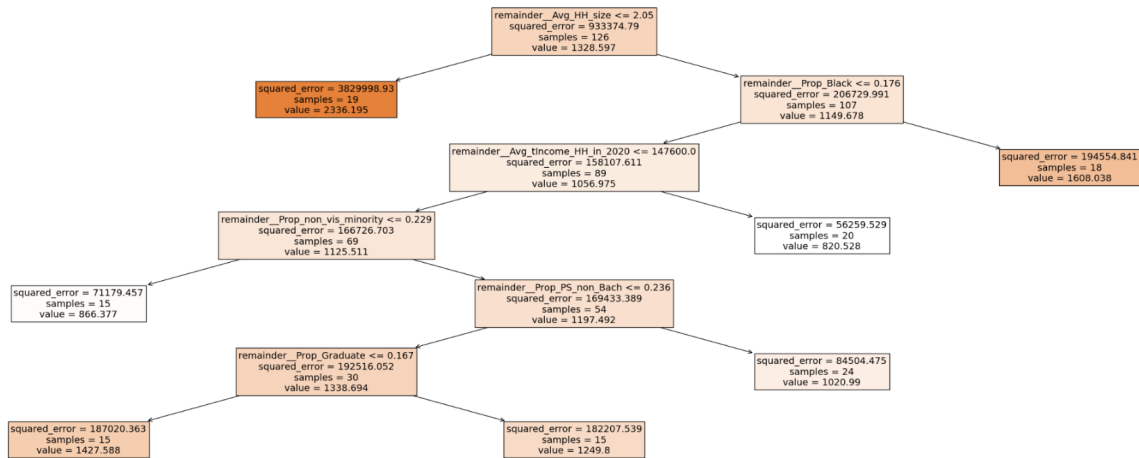 remainder__Avg_HH_size <= 2.05
squared_error = 933374.79
samples = 126
value = 1328.597
squared_error = 3829998.93
samples = 19
value = 2336.195
remainder__Prop_Black <= 0.176
squared_error = 206729.991
samples = 107
value = 1149.678
remainder__Avg_tIncome_HH_in_2020 <= 147600.0
squared_error = 158107.611
samples = 89
value = 1056.975
squared_error = 194554.841
samples = 18
value = 1608.038
remainder__Prop_non_vis_minority <= 0.229
squared_error = 166726.703
samples = 69
value = 1125.511
squared_error = 56259.529
samples = 20
value = 820.528
squared_error = 71179.457
samples = 15
value = 866.377
remainder__Prop_PS_non_Bach <= 0.236
squared_error = 169433.389
samples = 54
value = 1197.492
remainder__Prop_Graduate <= 0.167
squared_error = 192516.052
samples = 30
value = 1338.694
squared_error = 84504.475
samples = 24
value = 1020.99
squared_error = 187020.363
samples = 15
value = 1427.588
squared_error = 182207.539
samples = 15
value = 1249.8